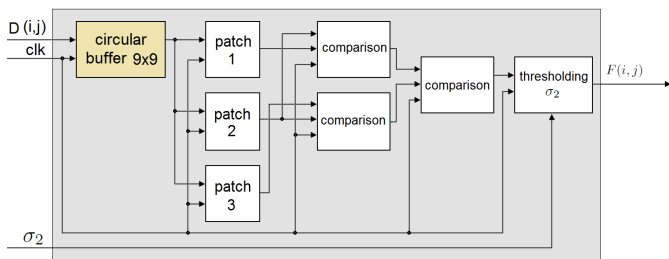 D (i,j)
clk
circular
buffer 9x9
patch
1
patch
2
patch
3
comparison
comparison
comparison
thresholding
σ₂
F(i, j)
σ₂